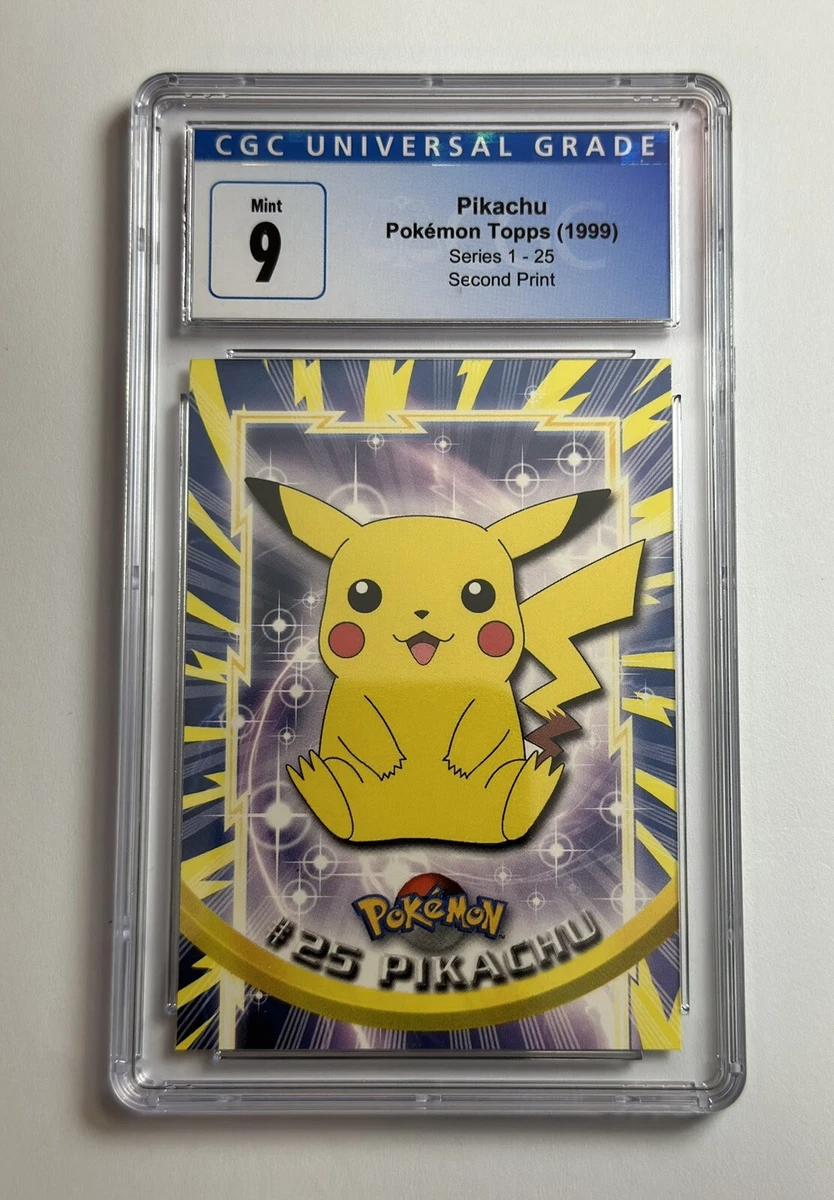 CGC UNIVERSAL GRADE
Mint
9
Pikachu
Pokémon Topps (1999)
Series 1 - 25
Second Print
POKéMON
#25 PIKACHU